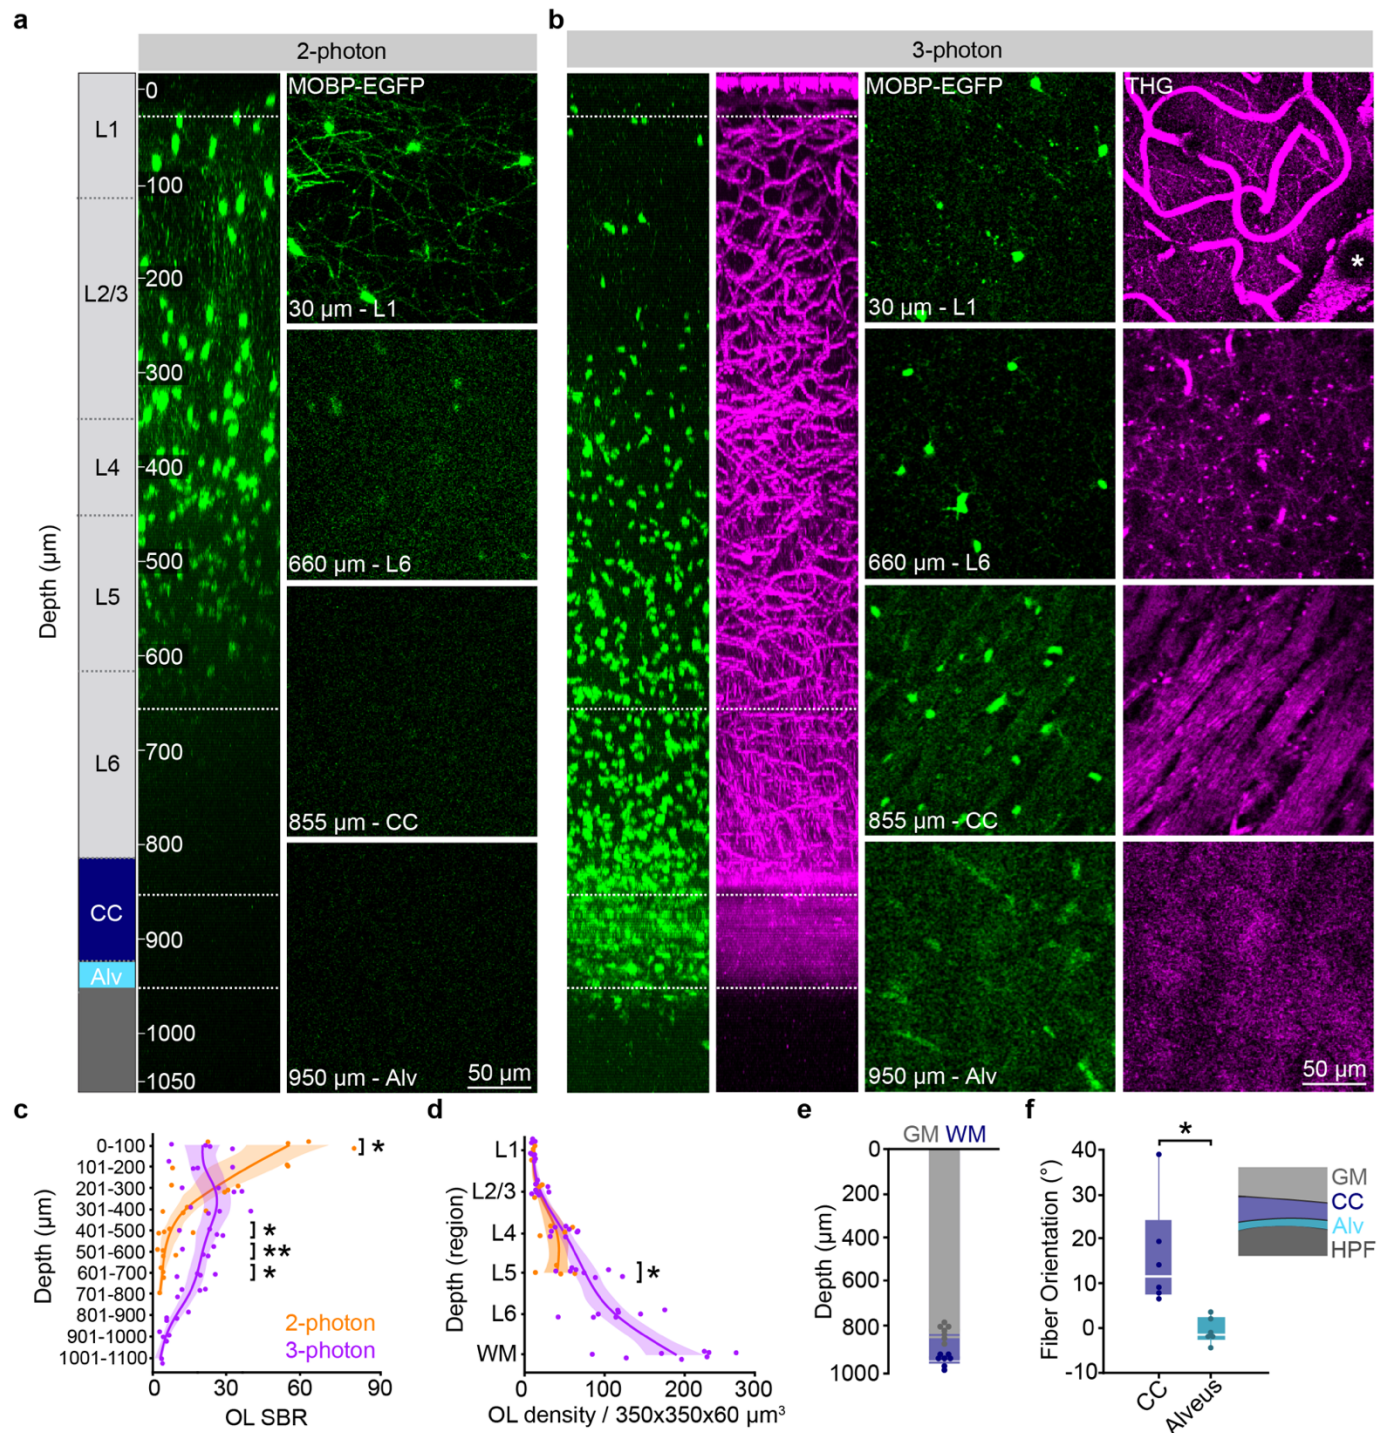 a
b
2-photon
3-photon
MOBP-EGFP
MOBP-EGFP
THG
Depth (µm)
L1
L2/3
L4
L5
L6
CC
Alv
0
100
200
300
400
500
600
700
800
900
1000
1050
30 µm - L1
660 µm - L6
855 µm - CC
950 µm - Alv
50 µm
30 µm - L1
*
660 µm - L6
855 µm - CC
950 µm - Alv
50 µm
c
Depth (µm)
0-100
101-200
201-300
301-400
401-500
501-600
601-700
701-800
801-900
901-1000
1001-1100
*
*
**
*
2-photon
3-photon
0
30
60
90
OL SBR
d
Depth (region)
L1
L2/3
L4
L5
L6
WM
*
0
100
200
300
OL density / 350x350x60 µm³
e
GM WM
Depth (µm)
0
200
400
600
800
1000
f
Fiber Orientation (°)
40
30
20
10
0
-10
*
CC
Alveus
GM
CC
Alv
HPF